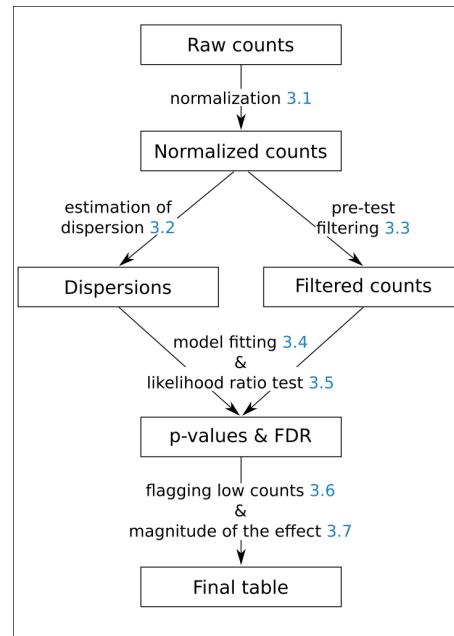 Raw counts
normalization 3.1
Normalized counts
estimation of
dispersion 3.2
pre-test
filtering 3.3
Dispersions
Filtered counts
model fitting 3.4
&
likelihood ratio test 3.5
p-values & FDR
flagging low counts 3.6
&
magnitude of the effect 3.7
Final table